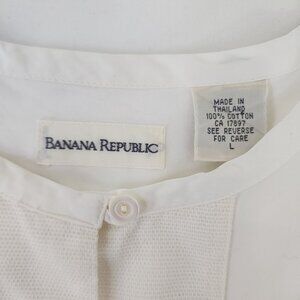 BANANA REPUBLIC
MADE IN
THAILAND
100% COTTON
CA 17897
SEE REVERSE
FOR CARE
L